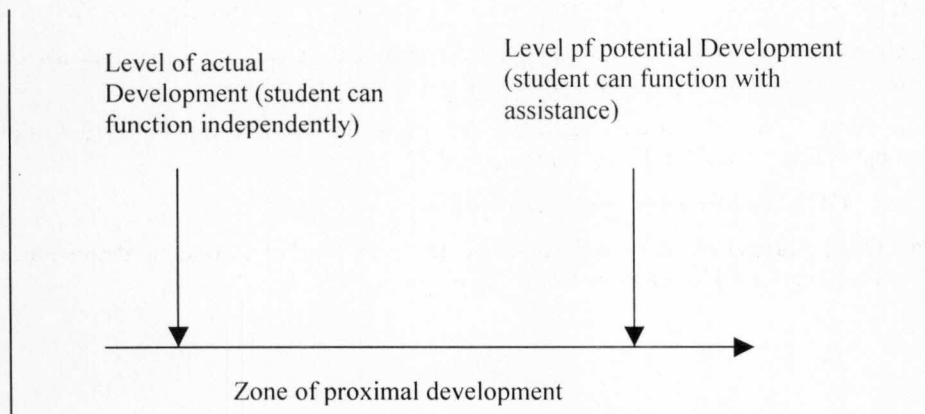 Level of actual
Development (student can
function independently)
Level pf potential Development
(student can function with
assistance)
Zone of proximal development